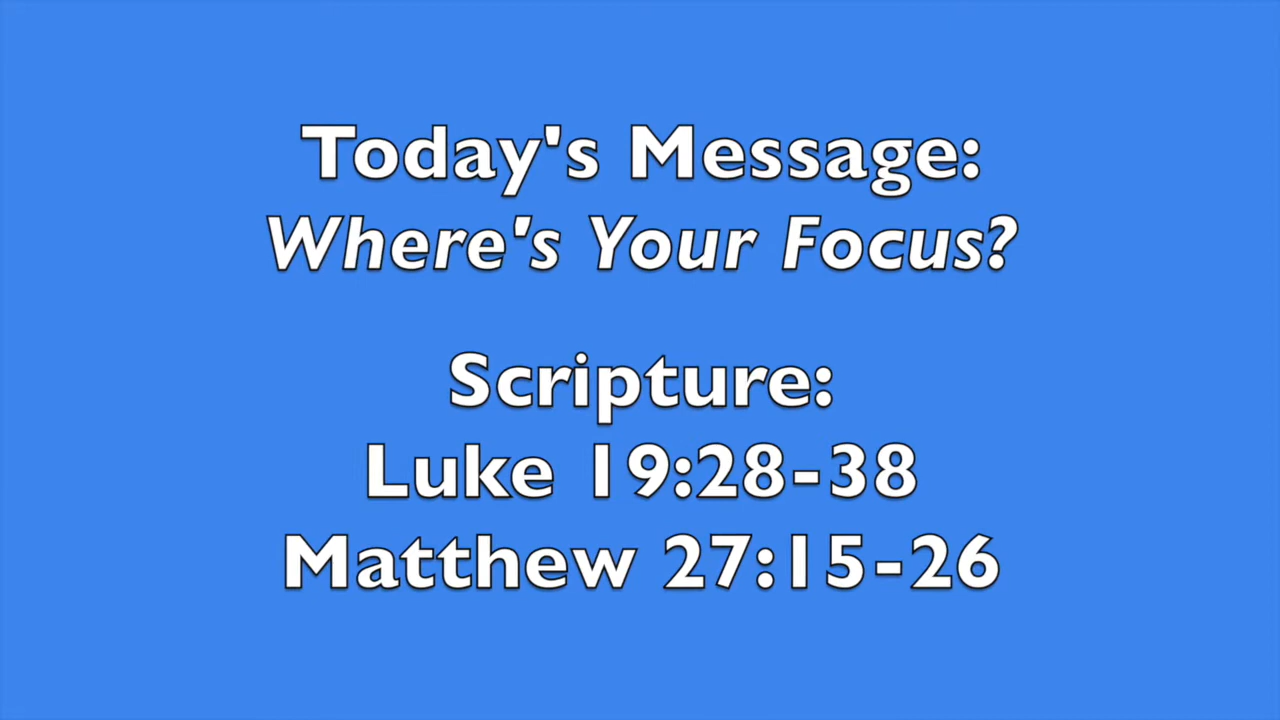 Today's Message:
Where's Your Focus?
Scripture:
Luke 19:28-38
Matthew 27:15-26